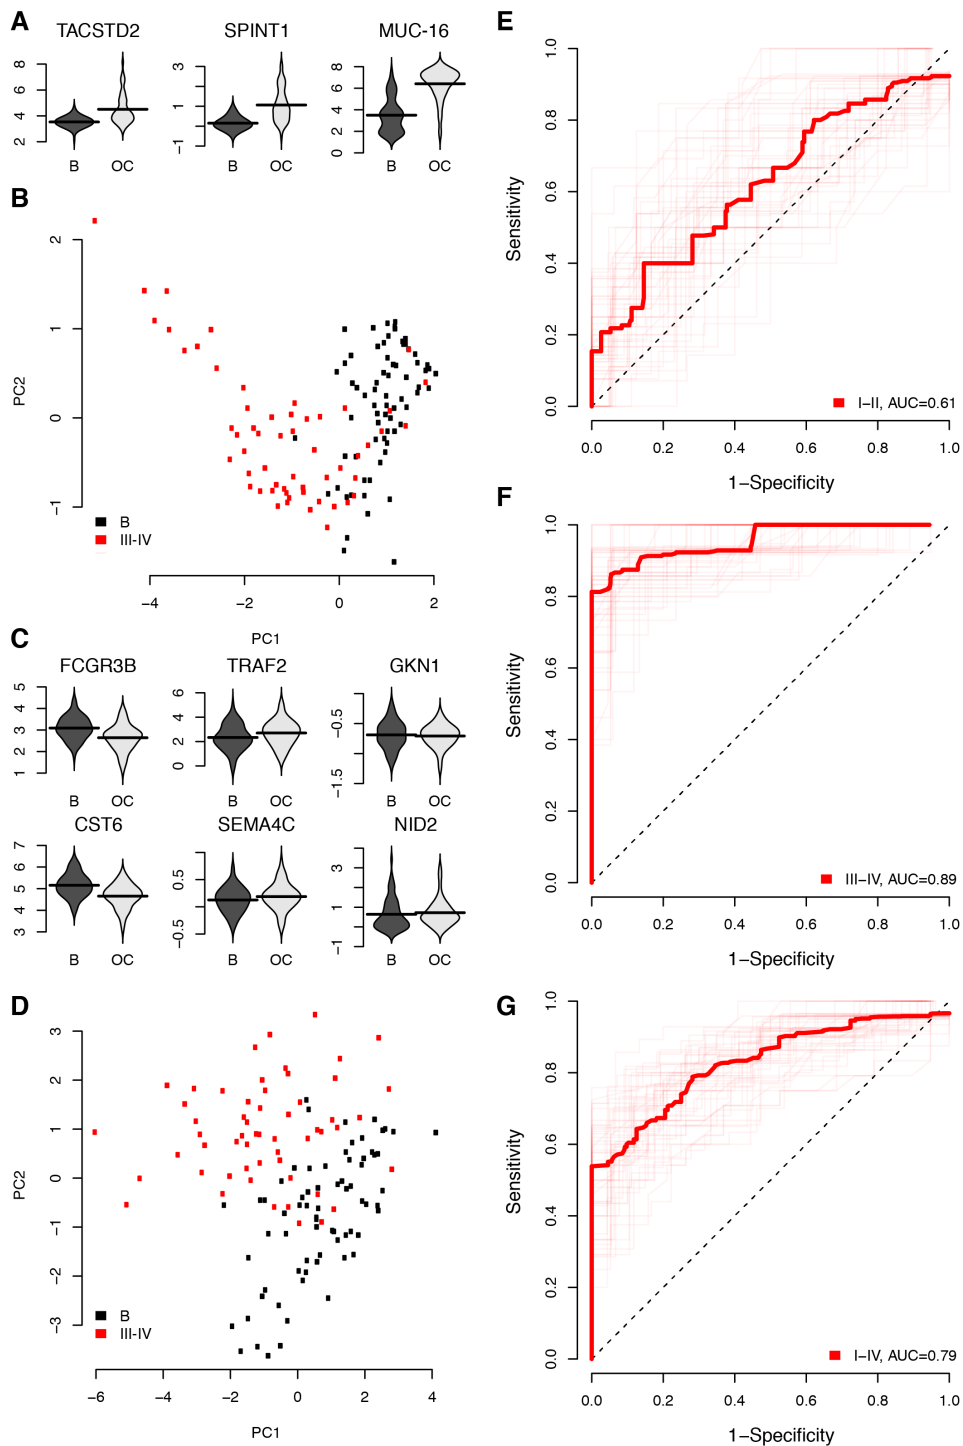 A
TACSTD2
SPINT1
MUC-16
8
6
4
2
3
1
−1
8
6
4
2
0
B
OC
B
OC
B
OC
B
2
1
0
−1
PC2
B
III-IV
−4
−2
0
2
PC1
C
FCGR3B
TRAF2
GKN1
5
4
3
2
1
6
4
2
0
−0.5
−1.5
B
OC
B
OC
B
OC
CST6
SEMA4C
NID2
7
6
5
4
3
0.5
−0.5
3
1
−1
B
OC
B
OC
B
OC
D
3
2
1
0
−1
−2
−3
PC2
B
III-IV
−6
−4
−2
0
2
4
PC1
E
1.0
0.8
0.6
0.4
0.2
0.0
Sensitivity
I−II, AUC=0.61
0.0
0.2
0.4
0.6
0.8
1.0
1−Specificity
F
1.0
0.8
0.6
0.4
0.2
0.0
Sensitivity
III−IV, AUC=0.89
0.0
0.2
0.4
0.6
0.8
1.0
1−Specificity
G
1.0
0.8
0.6
0.4
0.2
0.0
Sensitivity
I−IV, AUC=0.79
0.0
0.2
0.4
0.6
0.8
1.0
1−Specificity